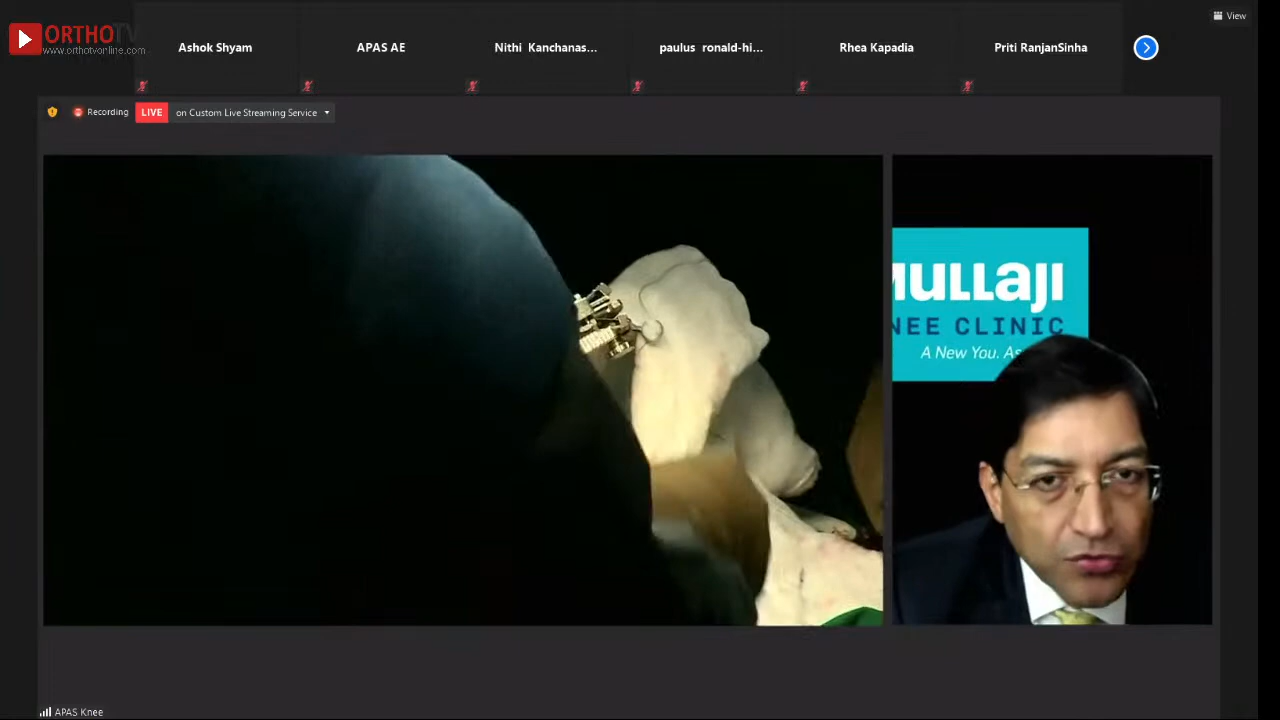 ORTHOTV
www.orthotvonline.com
View
Ashok Shyam
APAS AE
Nithi Kanchanas...
paulus ronald-hi...
Rhea Kapadia
Priti RanjanSinha
Recording
LIVE
on Custom Live Streaming Service
MULLAJI
NEE CLINIC
A New You. As
APAS Knee